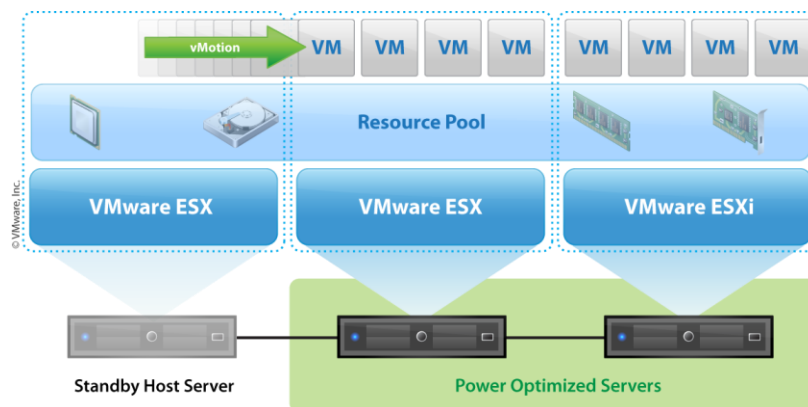 vMotion
VM
VM
VM
VM
VM
VM
VM
VM
Resource Pool
VMware ESX
VMware ESX
VMware ESXi
© VMware, Inc.
Standby Host Server
Power Optimized Servers